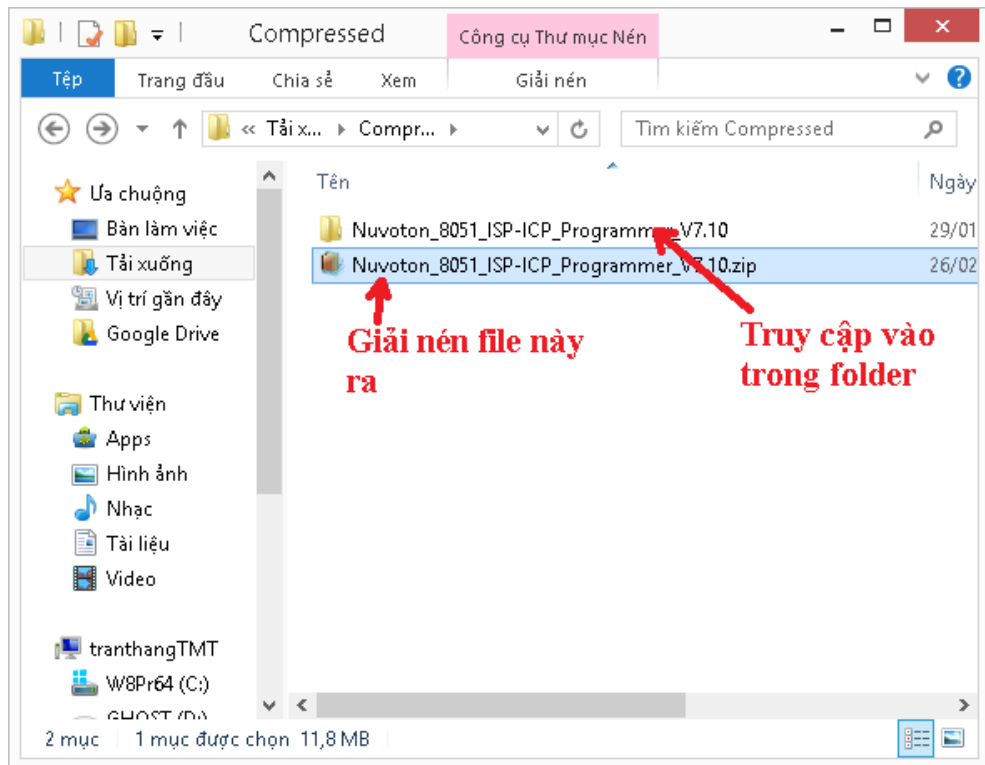 Compressed
Công cụ Thư mục Nén
Tệp
Trang đầu
Chia sẻ
Xem
Giải nén
« Tải x... Compr...
Tìm kiếm Compressed
Tên
Ngày
Ưa chuộng
Bàn làm việc
Tải xuống
Vị trí gần đây
Google Drive
Thư viện
Apps
Hình ảnh
Nhạc
Tài liệu
Video
tranthangTMT
W8Pr64 (C:)
GHOST (D:)
Nuvoton_8051_ISP-ICP_Programmer_V7.10
29/01
Nuvoton_8051_ISP-ICP_Programmer_V7.10.zip
26/02
Giải nén file này
ra
Truy cập vào
trong folder
2 mục
1 mục được chọn 11,8 MB